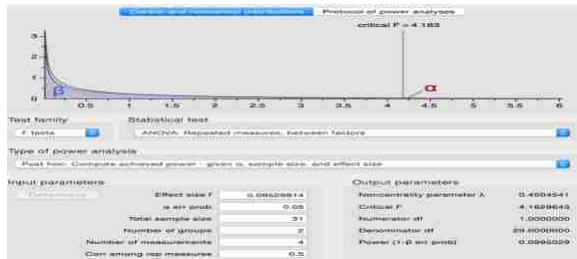 Central and noncentral distributions Protocol of power analyses
critical F = 4.183
3
2
1
0
β
α
0.5 1 1.5 2 2.5 3 3.5 4 4.5 5 5.5 6
Test family Statistical test
F tests ANOVA: Repeated measures, between factors
Type of power analysis
Post hoc: Compute achieved power - given α, sample size, and effect size
Input parameters Output parameters
Determine Effect size f Noncentrality parameter λ 0.4504541
α err prob 0.05 Critical F 4.1829643
Total sample size 31 Numerator df 1.0000000
Number of groups 2 Denominator df 29.0000000
Number of measurements 4 Power (1-β err prob) 0.0995029
Corr among rep measures 0.5